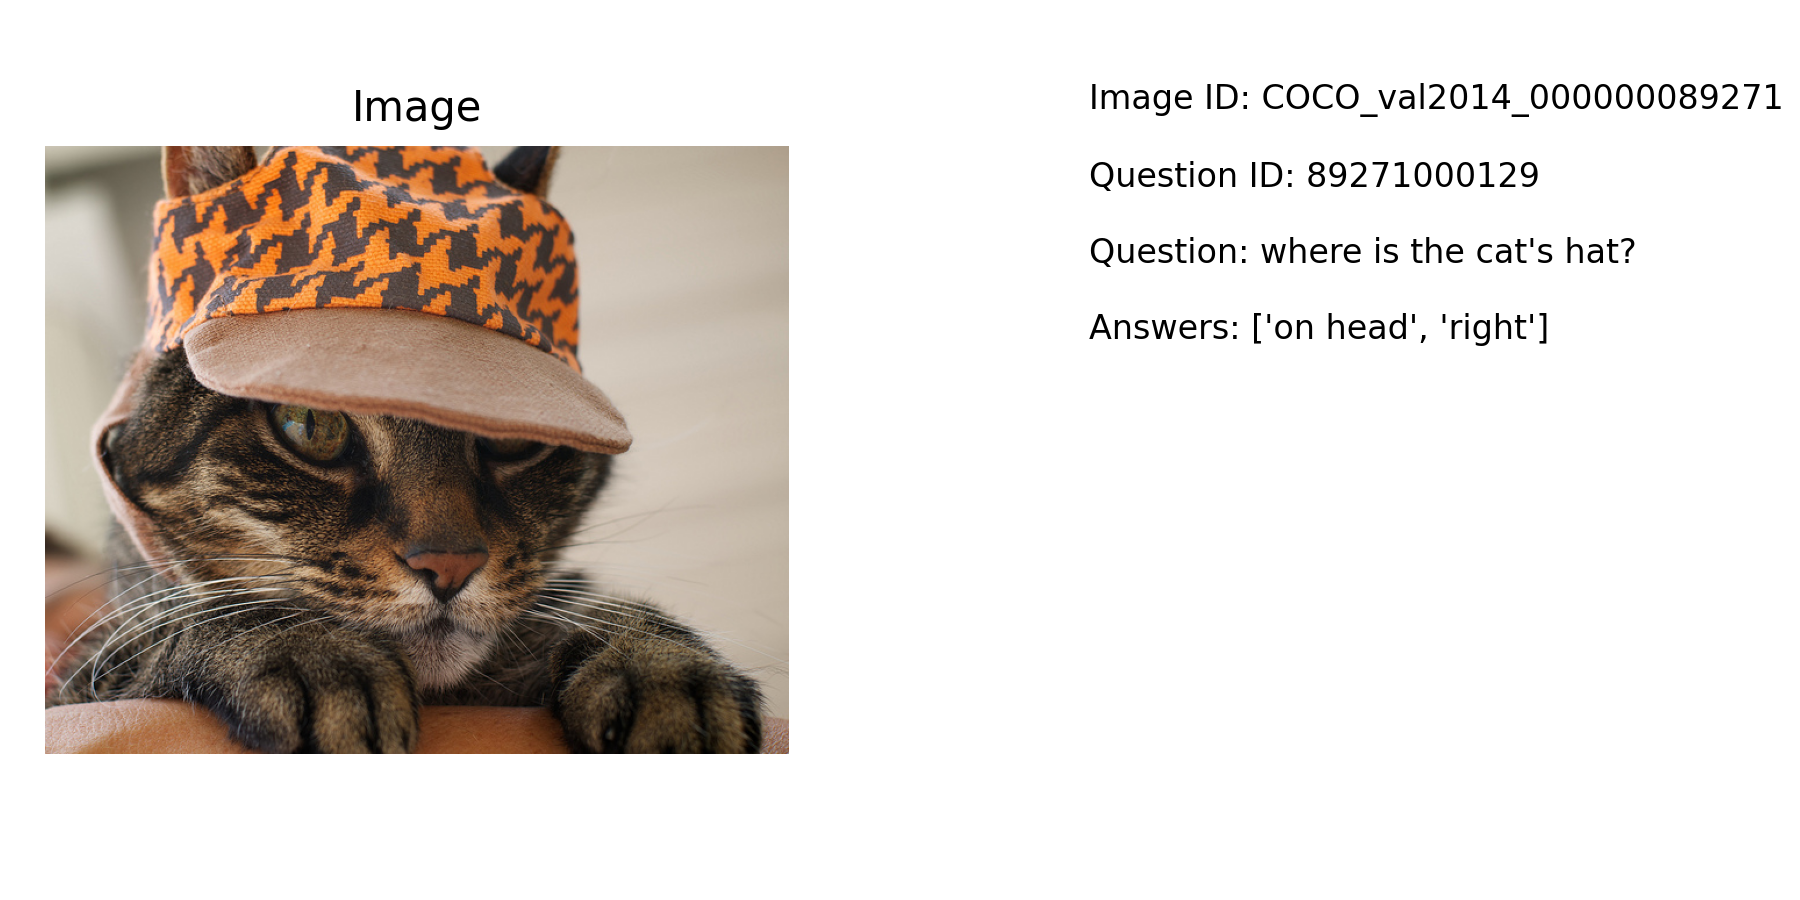 Image
Image ID: COCO_val2014_000000089271
Question ID: 89271000129
Question: where is the cat's hat?
Answers: ['on head', 'right']